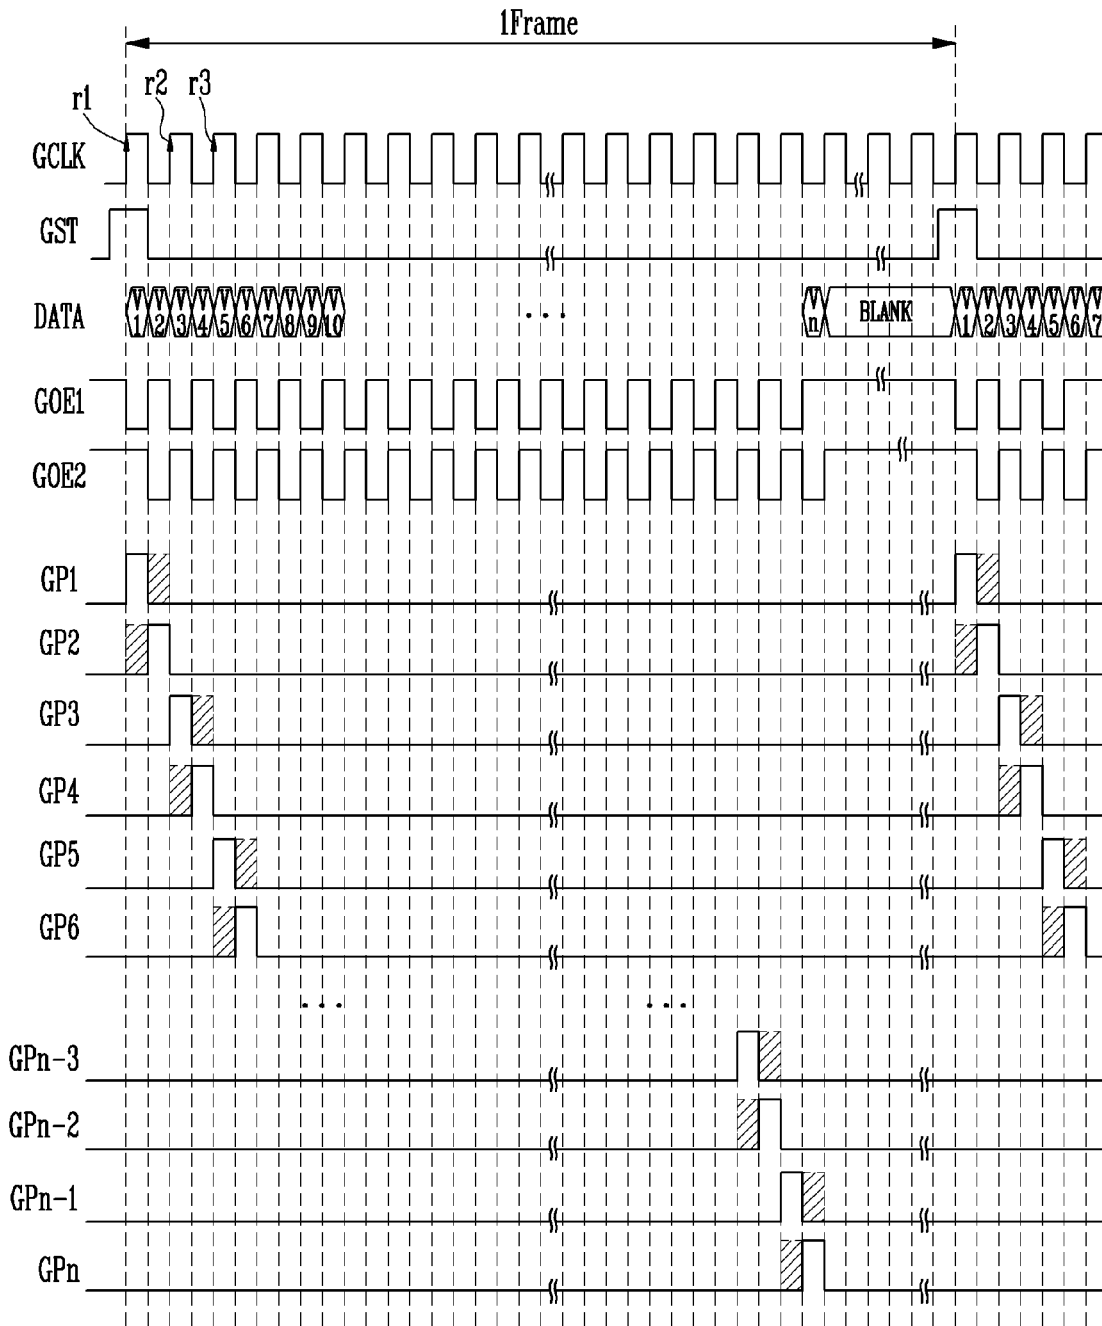 1Frame
r1 r2 r3
GCLK
GST
DATA V1 V2 V3 V4 V5 V6 V7 V8 V9 V10 ... Vn BLANK V1 V2 V3 V4 V5 V6 V7
GOE1
GOE2
GP1
GP2
GP3
GP4
GP5
GP6
... ...
GPn-3
GPn-2
GPn-1
GPn